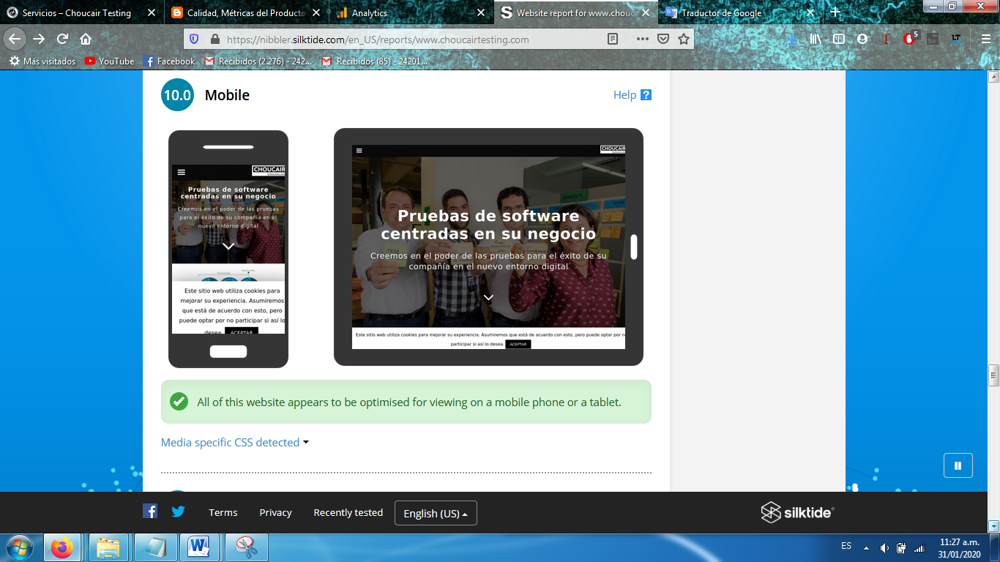 Servicios – Choucair Testing
Calidad, Métricas del Producto
Analytics
Website report for www.chouc
Traductor de Google
https://nibbler.silktide.com/en_US/reports/www.choucairtesting.com
5
Más visitados
YouTube
Facebook
Recibidos (2.276) - 242...
Recibidos (85) - 24201...
10.0 Mobile
Help ?
CHOUCAIR
Pruebas de software
centradas en su negocio
Creemos en el poder de las pruebas
para el éxito de su compañía en el
nuevo entorno digital
Este sitio web utiliza cookies para
mejorar su experiencia. Asumiremos
que está de acuerdo con esto, pero
puede optar por no participar si así lo
desea. ACEPTAR
CHOUCAIR
Pruebas de software
centradas en su negocio
Creemos en el poder de las pruebas para el éxito de su
compañía en el nuevo entorno digital
Este sitio web utiliza cookies para mejorar su experiencia. Asumiremos que está de acuerdo con esto, pero puede optar por n
participar si así lo desea. ACEPTAR
All of this website appears to be optimised for viewing on a mobile phone or a tablet.
Media specific CSS detected
Terms
Privacy
Recently tested
English (US)
silktide
ES
11:27 a.m.
31/01/2020